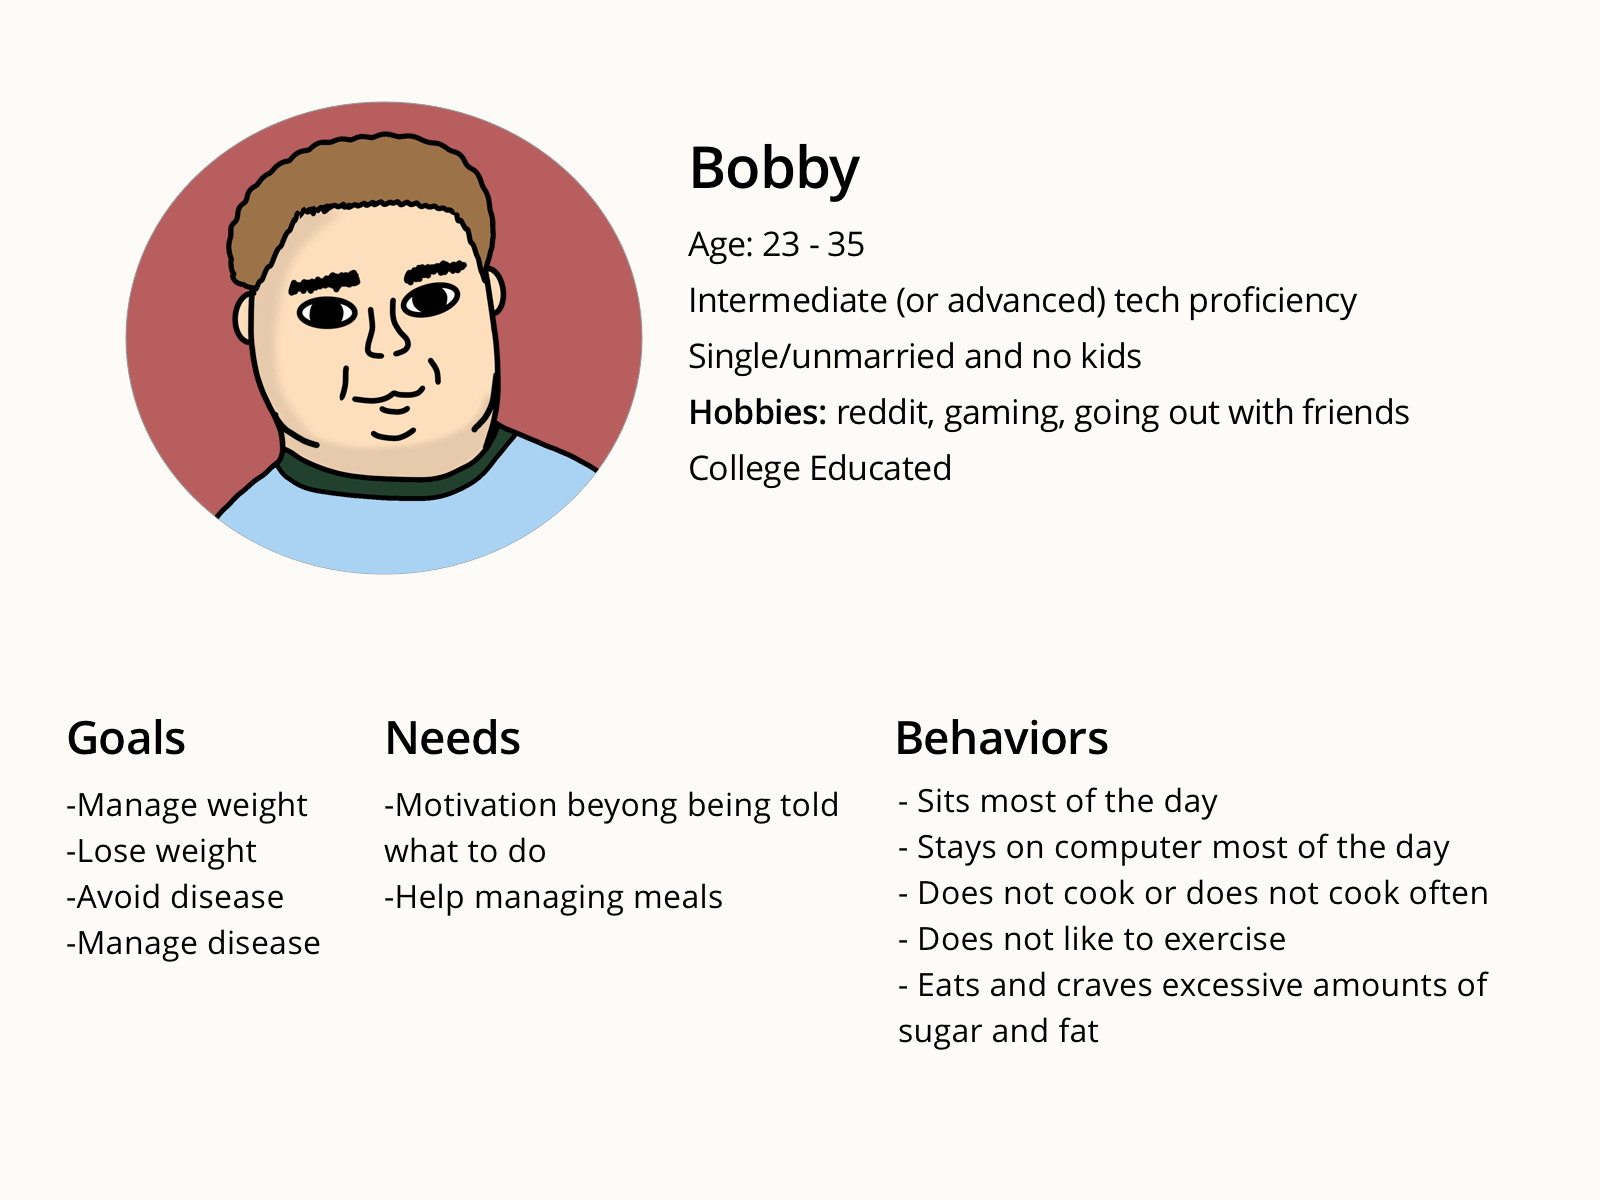 Bobby
Age: 23 - 35
Intermediate (or advanced) tech proficiency
Single/unmarried and no kids
Hobbies: reddit, gaming, going out with friends
College Educated
Goals
-Manage weight
-Lose weight
-Avoid disease
-Manage disease
Needs
-Motivation beyong being told
what to do
-Help managing meals
Behaviors
- Sits most of the day
- Stays on computer most of the day
- Does not cook or does not cook often
- Does not like to exercise
- Eats and craves excessive amounts of
sugar and fat